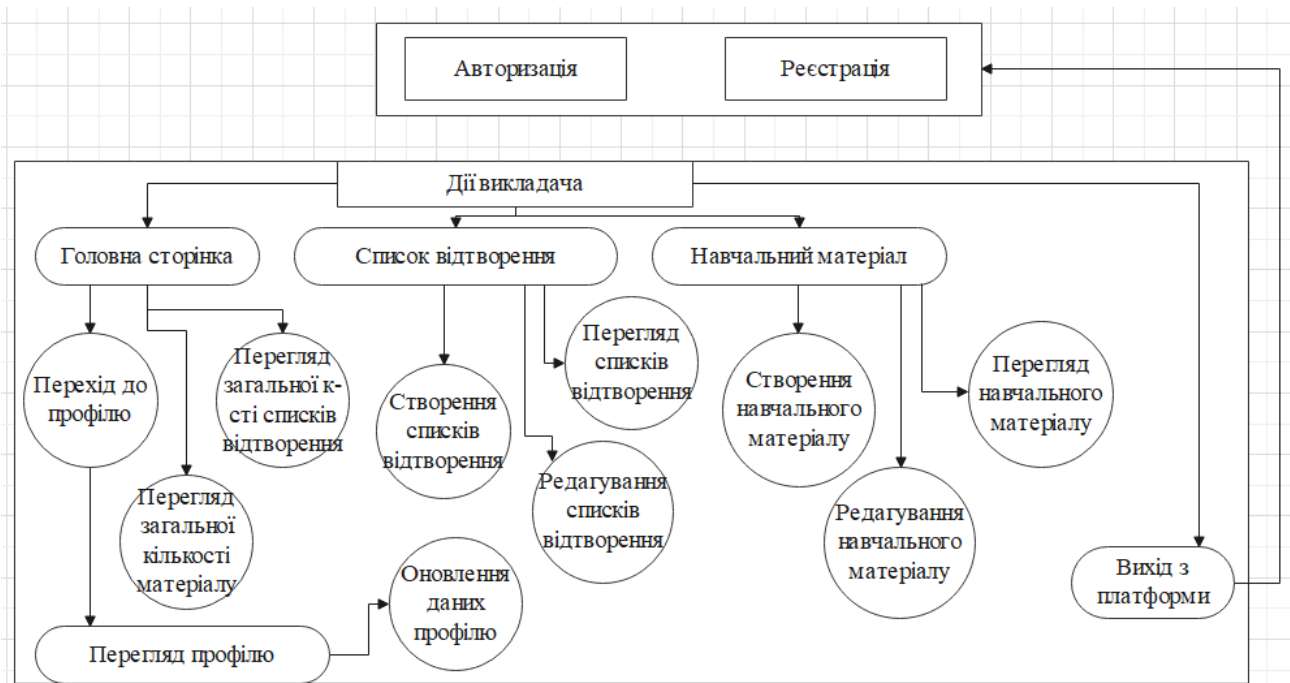 Авторизація
Реєстрація
Дії викладача
Головна сторінка
Список відтворення
Навчальний матеріал
Перехід до
профілю
Перегляд
загальної к-
сті списків
відтворення
Перегляд
загальної
кількості
матеріалу
Створення
списків
відтворення
Перегляд
списків
відтворення
Редагування
списків
відтворення
Створення
навчального
матеріалу
Редагування
навчального
матеріалу
Перегляд
навчального
матеріалу
Вихід з
платформи
Перегляд профілю
Оновлення
даних
профілю